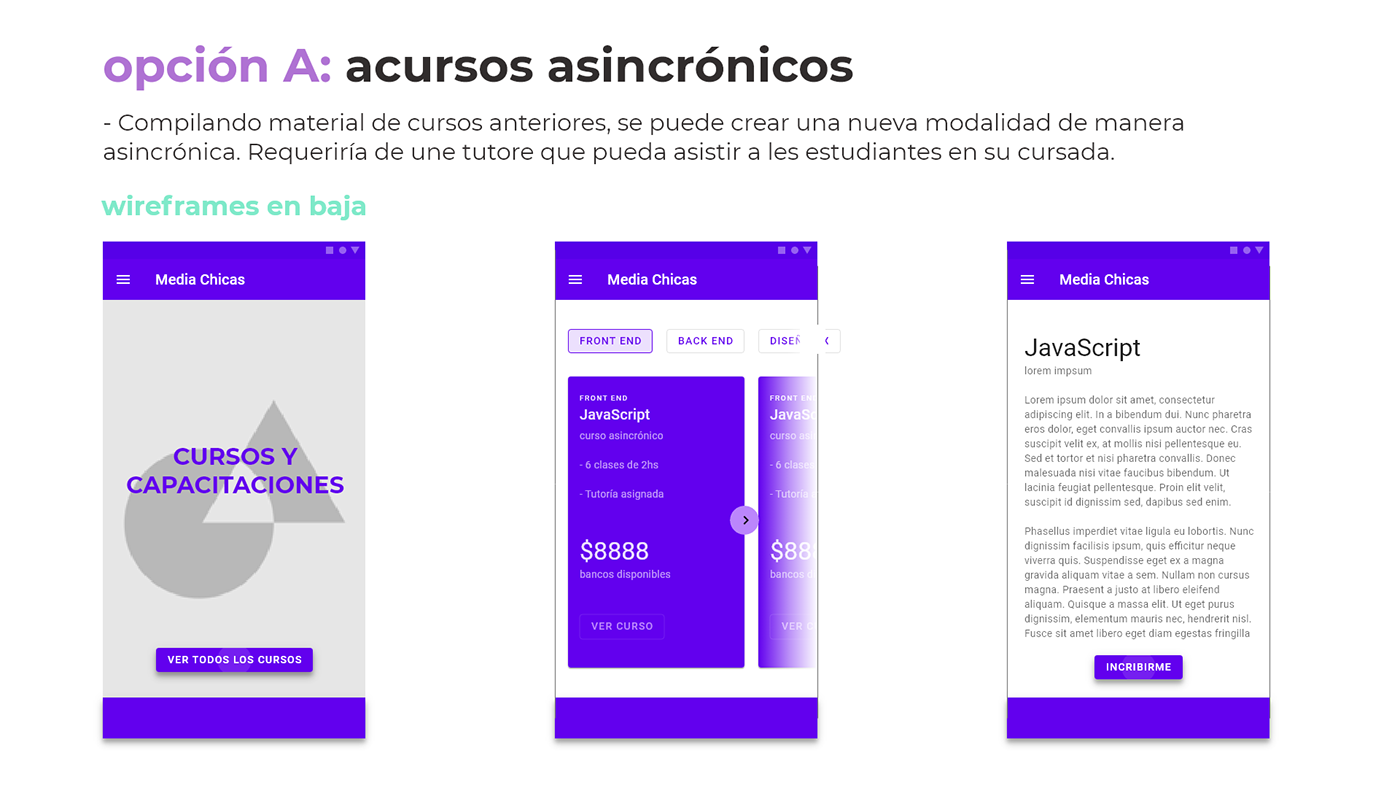 opción A: acursos asincrónicos
- Compilando material de cursos anteriores, se puede crear una nueva modalidad de manera
asincrónica. Requeriría de une tutore que pueda asistir a les estudiantes en su cursada.
wireframes en baja
Media Chicas
CURSOS Y
CAPACITACIONES
VER TODOS LOS CURSOS
Media Chicas
FRONT END
BACK END
FRONT END
JavaScript
curso asincrónico
- 6 clases de 2hs
- Tutoría asignada
$8888
bancos disponibles
VER CURSO
FRONT END
- 6 clases
- Tutoría
VER
Media Chicas
JavaScript
lorem impsum
Lorem ipsum dolor sit amet, consectetur
adipiscing elit. In a bibendum dui. Nunc pharetra
eros dolor, eget convallis ipsum auctor nec. Cras
suscipit velit ex, at mollis nisi pellentesque eu.
Sed et tortor et nisi pharetra convallis. Donec
malesuada nisi vitae faucibus bibendum. Ut
lacinia feugiat pellentesque. Proin elit velit,
suscipit id dignissim sed, dapibus sed enim.
Phasellus imperdiet vitae ligula eu lobortis. Nunc
dignissim facilisis ipsum, quis efficitur neque
viverra quis. Suspendisse eget ex a magna
gravida aliquam vitae a sem. Nullam non cursus
magna. Praesent a justo at libero eleifend
aliquam. Quisque a massa elit. Ut eget purus
dignissim, elementum mauris nec, hendrerit nisl.
Fusce sit amet libero eget diam egestas fringilla
INCRIBIRME